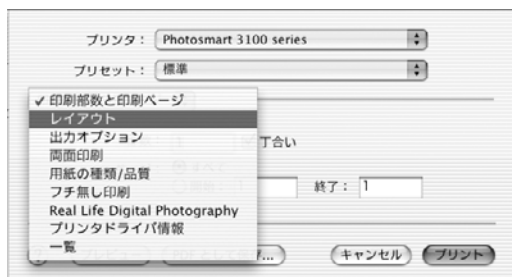 プリンタ： Photosmart 3100 series
プリセット： 標準
✓ 印刷部数と印刷ページ
レイアウト
出力オプション
丁合い
両面印刷
用紙の種類/品質
終了： 1
フチ無し印刷
Real Life Digital Photography
プリンタドライバ情報
一覧
キャンセル プリント